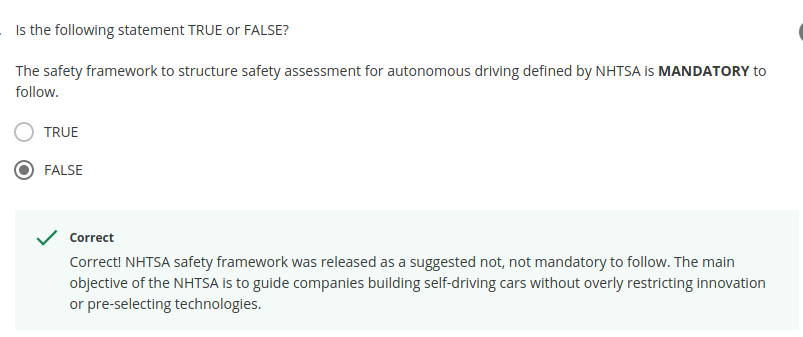 Is the following statement TRUE or FALSE?
The safety framework to structure safety assessment for autonomous driving defined by NHTSA is MANDATORY to
follow.
TRUE
FALSE
Correct
Correct! NHTSA safety framework was released as a suggested not, not mandatory to follow. The main
objective of the NHTSA is to guide companies building self-driving cars without overly restricting innovation
or pre-selecting technologies.